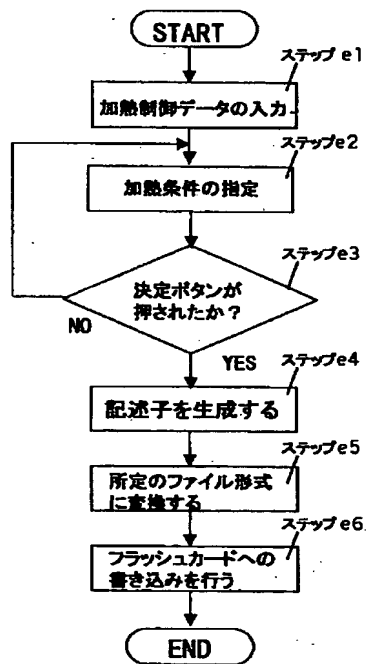 START
ステップe1
加熱制御データの入力
ステップe2
加熱条件の指定
ステップe3
決定ボタンが
押されたか？
NO
YES
ステップe4
記述子を生成する
ステップe5
所定のファイル形式
に変換する
ステップe6
フラッシュカードへの
書き込みを行う
END